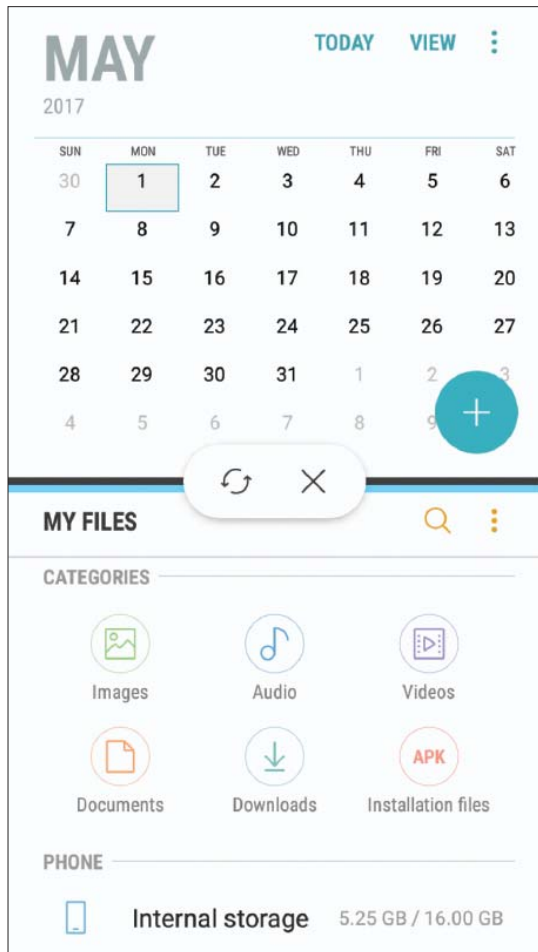 MAY TODAY VIEW
2017
SUN MON TUE WED THU FRI SAT
30 1 2 3 4 5 6
7 8 9 10 11 12 13
14 15 16 17 18 19 20
21 22 23 24 25 26 27
28 29 30 31 1 2 3
4 5 6 7 8 9
MY FILES
CATEGORIES
Images Audio Videos
Documents Downloads APK Installation files
PHONE
Internal storage 5.25 GB / 16.00 GB